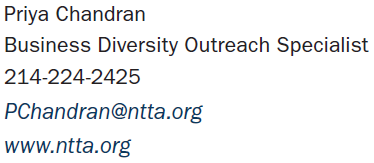 Priya Chandran
Business Diversity Outreach Specialist
214-224-2425
PChandran@ntta.org
www.ntta.org